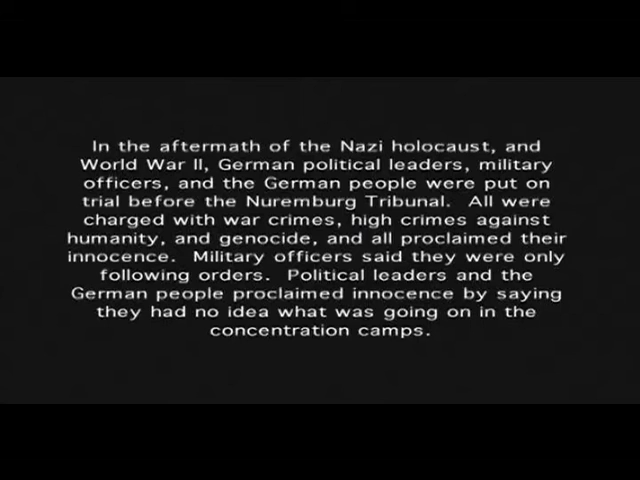 In the aftermath of the Nazi holocaust, and
World War II, German political leaders, military
officers, and the German people were put on
trial before the Nuremburg Tribunal.  All were
charged with war crimes, high crimes against
humanity, and genocide, and all proclaimed their
innocence.  Military officers said they were only
following orders.  Political leaders and the
German people proclaimed innocence by saying
they had no idea what was going on in the
concentration camps.